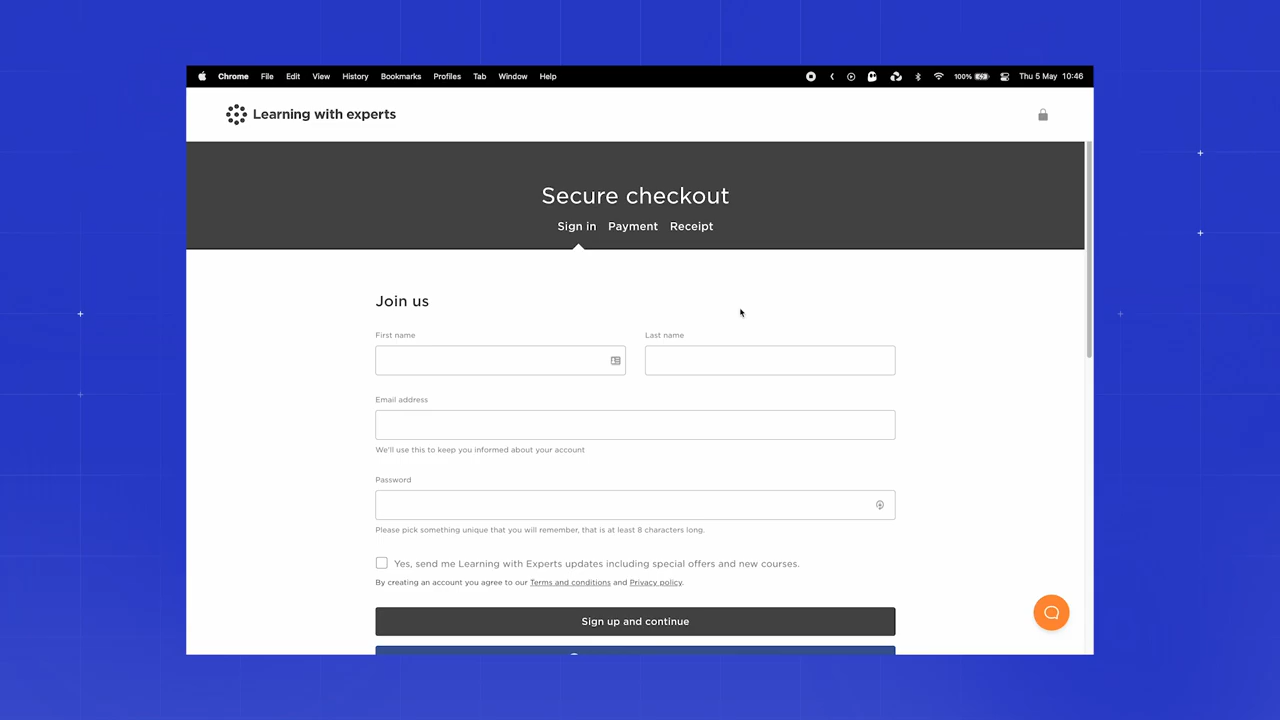 Chrome File Edit View History Bookmarks Profiles Tab Window Help 100% Thu 5 May 10:46
Learning with experts
Secure checkout
Sign in Payment Receipt
Join us
First name Last name
Email address
We'll use this to keep you informed about your account
Password
Please pick something unique that you will remember, that is at least 8 characters long.
Yes, send me Learning with Experts updates including special offers and new courses.
By creating an account you agree to our Terms and conditions and Privacy policy.
Sign up and continue